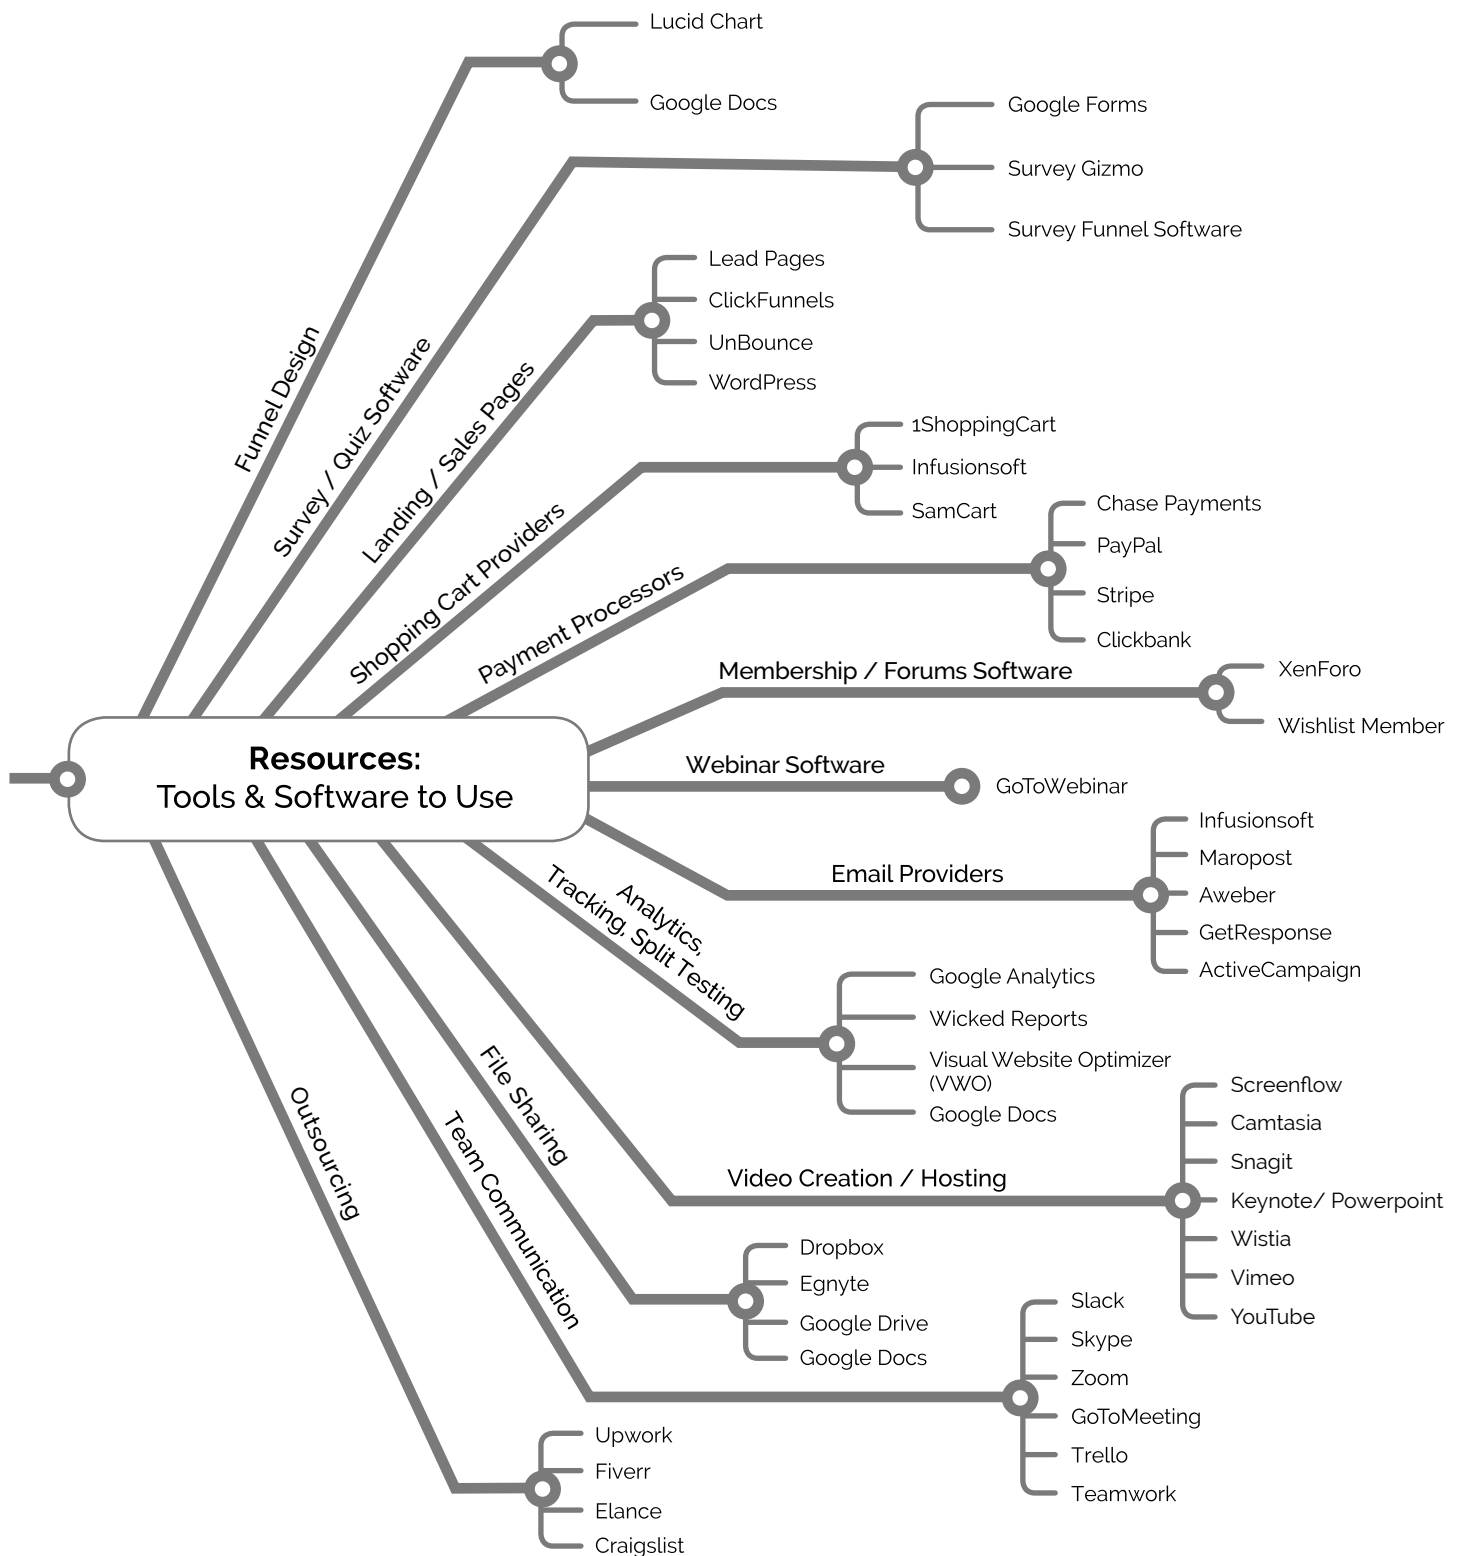 Lucid Chart
Google Docs
Funnel Design
Google Forms
Survey Gizmo
Survey Funnel Software
Survey / Quiz Software
Lead Pages
ClickFunnels
UnBounce
WordPress
Landing / Sales Pages
1ShoppingCart
Infusionsoft
SamCart
Shopping Cart Providers
Chase Payments
PayPal
Stripe
Clickbank
Payment Processors
Membership / Forums Software
XenForo
Wishlist Member
Resources:
Tools & Software to Use
Webinar Software
GoToWebinar
Email Providers
Infusionsoft
Maropost
Aweber
GetResponse
ActiveCampaign
Analytics,
Tracking, Split Testing
Google Analytics
Wicked Reports
Visual Website Optimizer
(VWO)
Google Docs
Video Creation / Hosting
Screenflow
Camtasia
Snagit
Keynote/ Powerpoint
Wistia
Vimeo
YouTube
File Sharing
Dropbox
Egnyte
Google Drive
Google Docs
Team Communication
Slack
Skype
Zoom
GoToMeeting
Trello
Teamwork
Outsourcing
Upwork
Fiverr
Elance
Craigslist